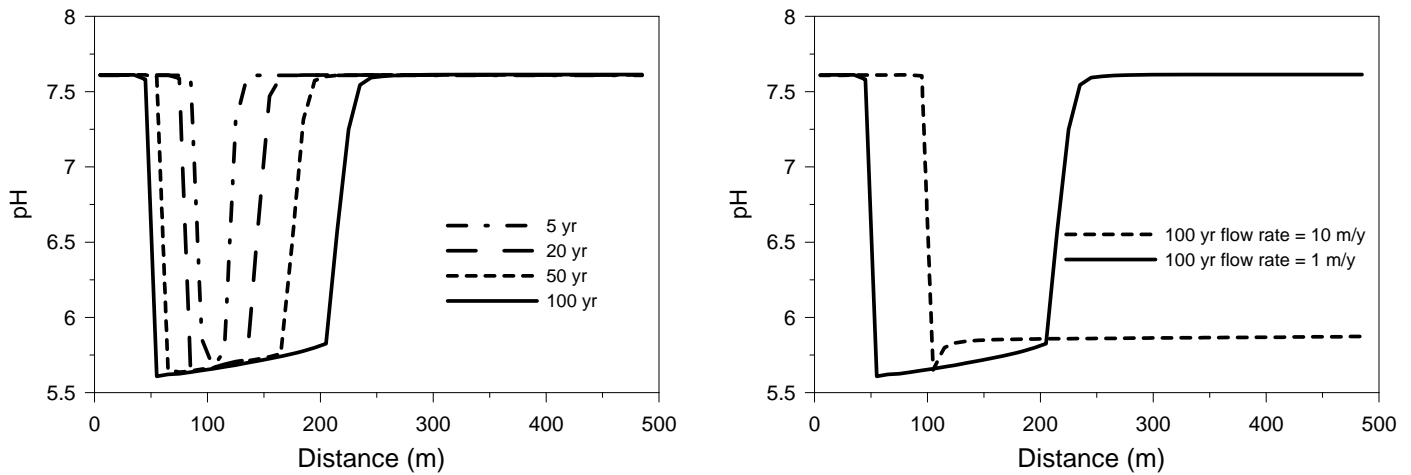 8
7.5
7
6.5
6
5.5
pH
5 yr
20 yr
50 yr
100 yr
0 100 200 300 400 500
Distance (m)
8
7.5
7
6.5
6
5.5
pH
100 yr flow rate = 10 m/y
100 yr flow rate = 1 m/y
0 100 200 300 400 500
Distance (m)